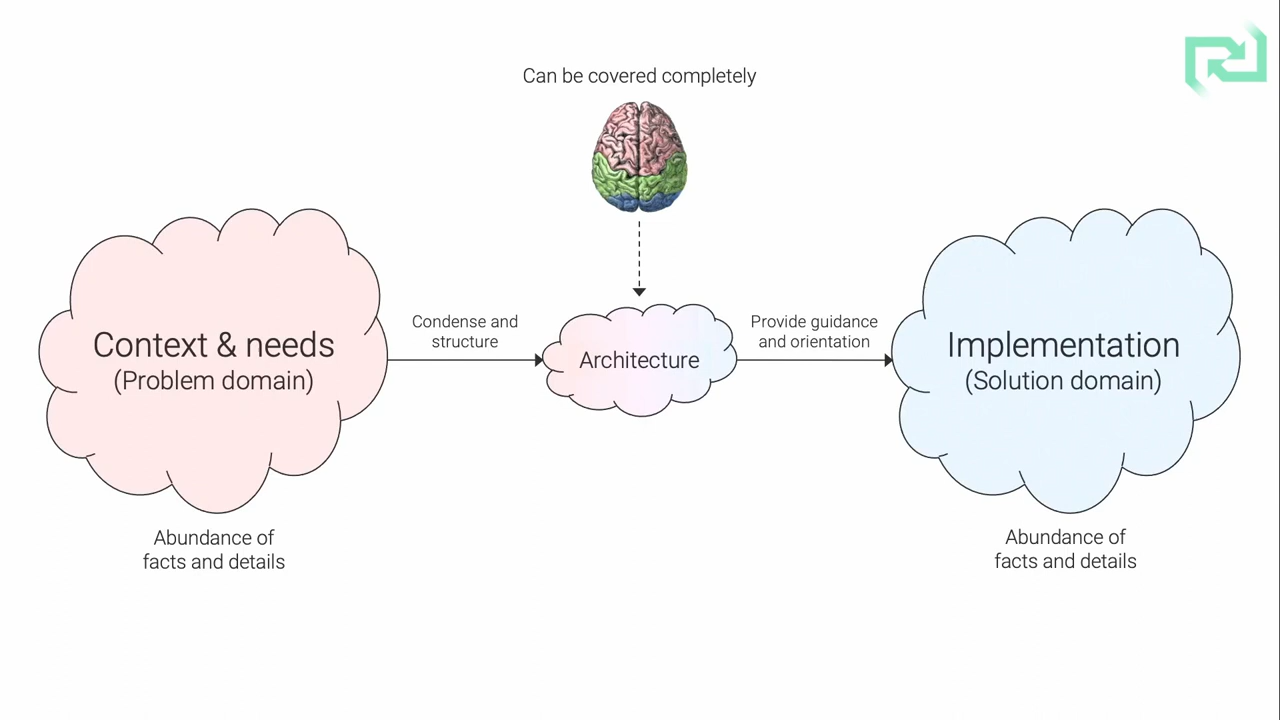 Can be covered completely
Context & needs
(Problem domain)
Condense and
structure
Architecture
Provide guidance
and orientation
Implementation
(Solution domain)
Abundance of
facts and details
Abundance of
facts and details